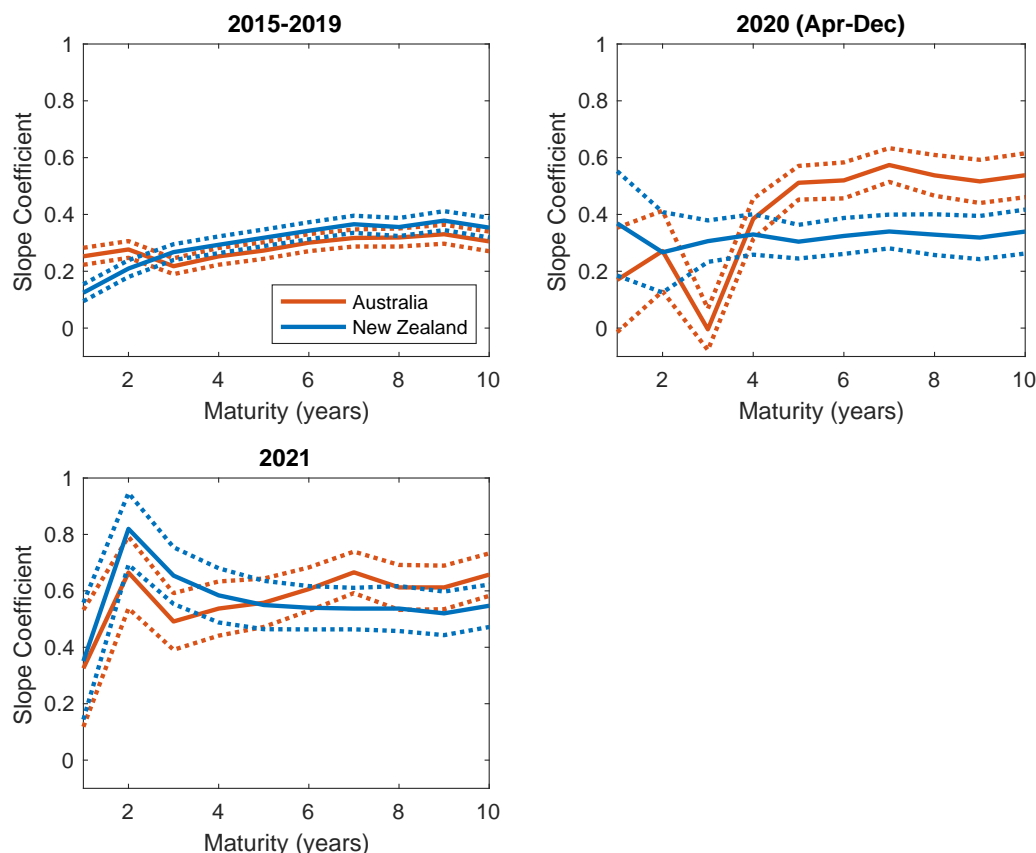 2015-2019
1
0.8
0.6
0.4
0.2
0
Slope Coefficient
Australia
New Zealand
2 4 6 8 10
Maturity (years)
2020 (Apr-Dec)
1
0.8
0.6
0.4
0.2
0
Slope Coefficient
2 4 6 8 10
Maturity (years)
2021
1
0.8
0.6
0.4
0.2
0
Slope Coefficient
2 4 6 8 10
Maturity (years)